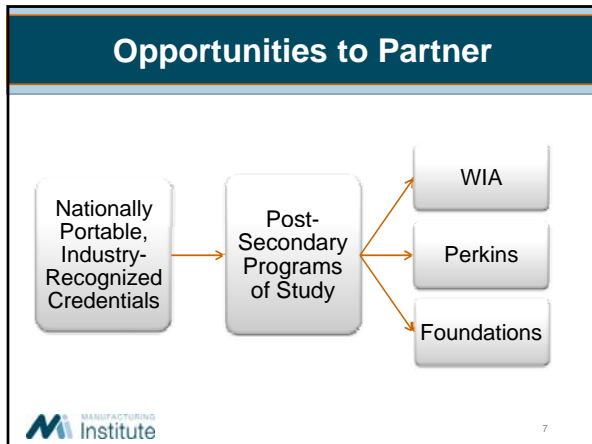 Opportunities to Partner
Nationally
Portable,
Industry-
Recognized
Credentials
Post-
Secondary
Programs
of Study
WIA
Perkins
Foundations
MANUFACTURING
Institute
7